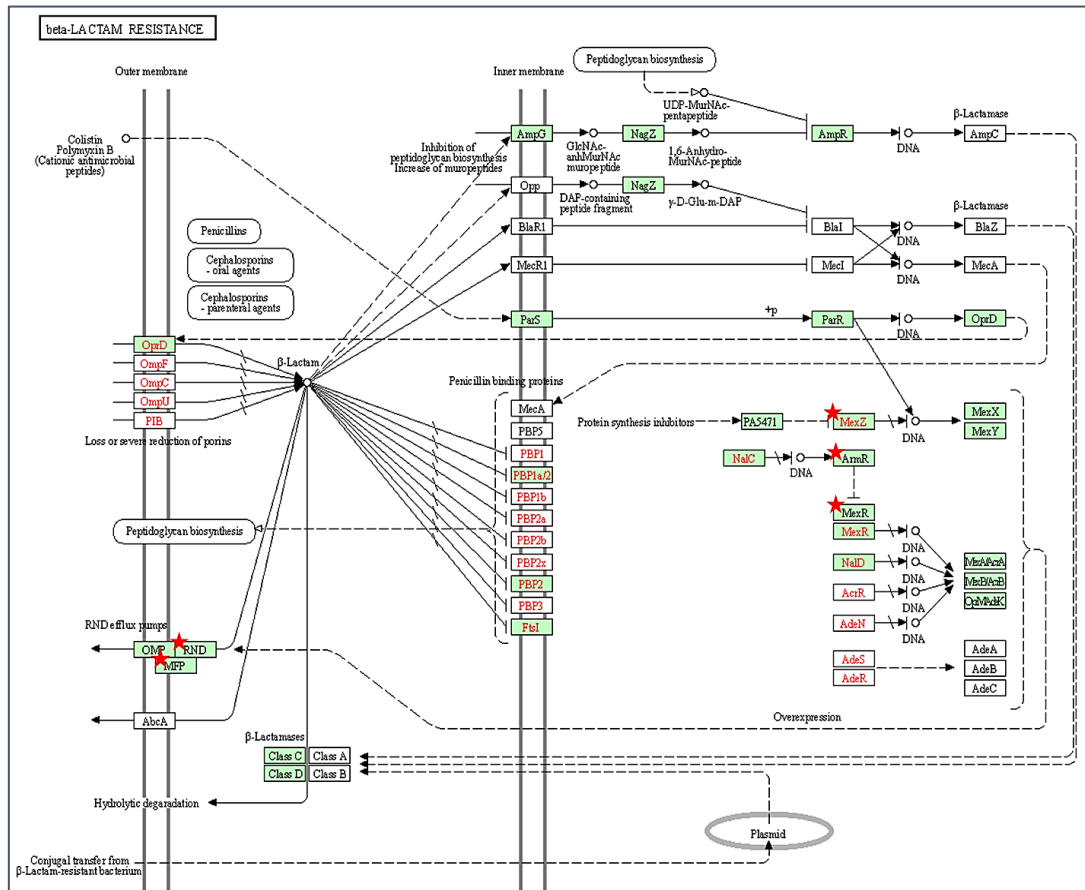 beta-LACTAM RESISTANCE
Outer membrane
Inner membrane
Peptidoglycan biosynthesis
UDP-MurNAc-
pentapeptide
β-Lactamase
Colistin
Polymyxin B
(Cationic antimicrobial
peptides)
Inhibition of
peptidoglycan biosynthesis
Increase of muropeptides
AmpG
GlcNAc-
anhMurNAc
muropeptide
NagZ
1,6-Anhydro-
MurNAc-peptide
AmpR
DNA
AmpC
Opp
DAP-containing
peptide fragment
NagZ
γ-D-Glu-m-DAP
β-Lactamase
BlaR1
BlaI
DNA
BlaZ
MecR1
MecI
DNA
MecA
Penicillins
Cephalosporins
- oral agents
Cephalosporins
- parenteral agents
ParS
+p
ParR
DNA
OprD
OprD
OmpF
OmpC
OmpU
PIB
Loss or severe reduction of porins
β-Lactam
Penicillin binding proteins
MecA
PBP5
PBP1
PBP1a/2
PBP1b
PBP2a
PBP2b
PBP2x
PBP2
PBP3
FtsI
Protein synthesis inhibitors
PA5471
MexZ
DNA
MexX
MexY
NalC
DNA
ArmR
MexR
MexR
DNA
NalD
DNA
AcrR
DNA
AdeN
DNA
MexA/AcrA
MexB/AcrB
OprM/AdeK
AdeS
AdeR
AdeA
AdeB
AdeC
Peptidoglycan biosynthesis
RND efflux pumps
OMP
RND
MFP
AbcA
Overexpression
β-Lactamases
Class C
Class A
Class D
Class B
Hydrolytic degradation
Plasmid
Conjugal transfer from
β-Lactam-resistant bacterium